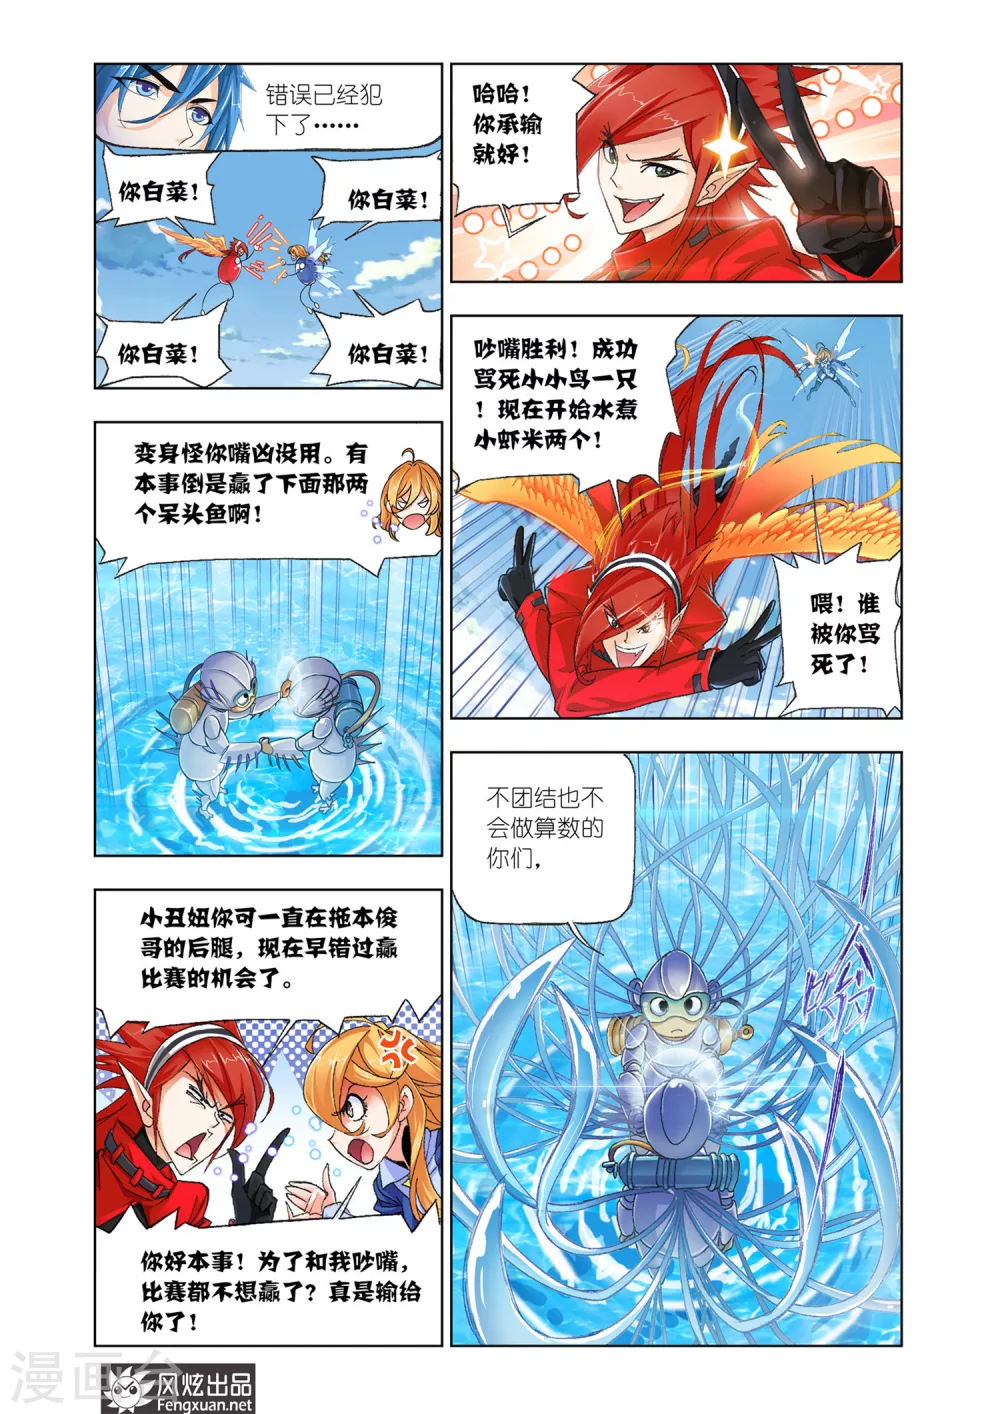 错误已经犯
下了……
你白菜！
你白菜！
你白菜！
你白菜！
变身怪你嘴凶没用。有
本事倒是赢了下面那两
个呆头鱼啊！
小丑妞你可一直在拖本俊
哥的后腿，现在早错过赢
比赛的机会了。
你好本事！为了和我吵嘴，
比赛都不想赢了？真是输给
你了！
哈哈！
你承输
就好！
吵嘴胜利！成功
骂死小小鸟一只
！现在开始水煮
小虾米两个！
喂！谁
被你骂
死了！
不团结也不
会做算数的
你们，
漫画台
风炫出品
Fengxuan.net